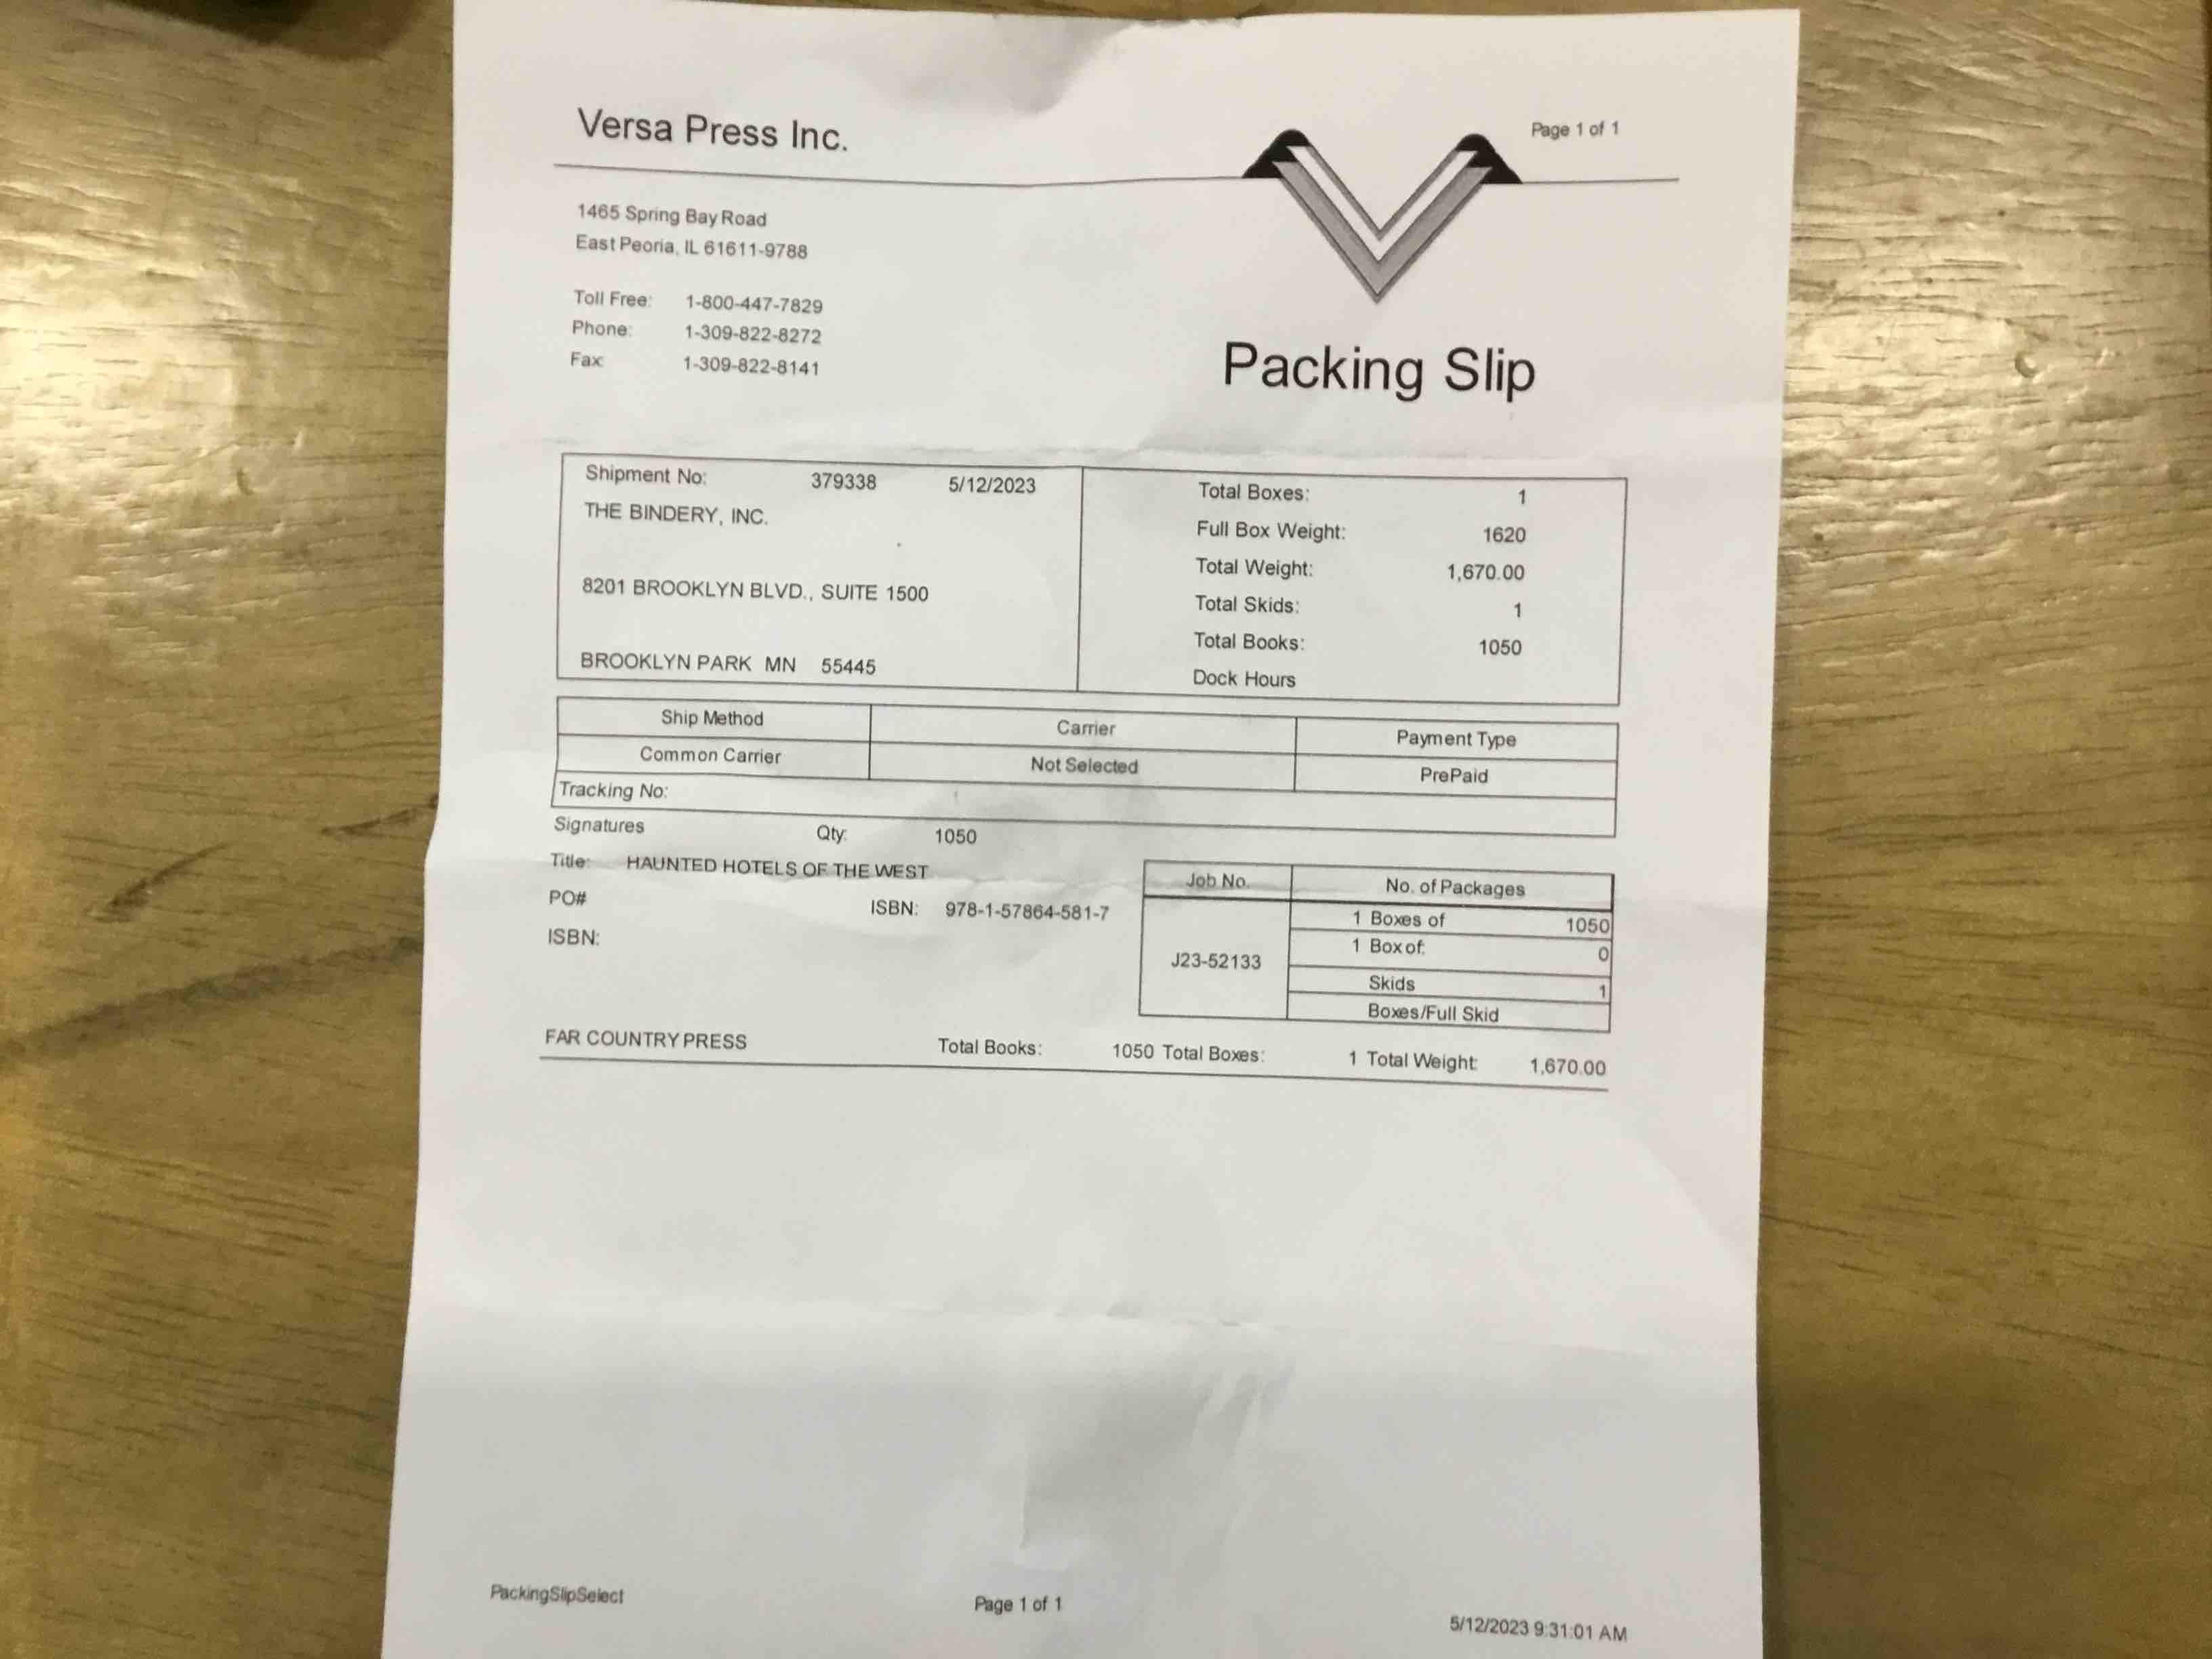 Versa Press Inc.
Page 1 of 1
1465 Spring Bay Road
East Peoria, IL 61611-9788
Toll Free: 1-800-447-7829
Phone: 1-309-822-8272
Fax: 1-309-822-8141
Packing Slip
Shipment No: 379338 5/12/2023
THE BINDERY, INC.
8201 BROOKLYN BLVD., SUITE 1500
BROOKLYN PARK MN 55445
Total Boxes: 1
Full Box Weight: 1620
Total Weight: 1,670.00
Total Skids: 1
Total Books: 1050
Dock Hours
Ship Method Carrier Payment Type
Common Carrier Not Selected PrePaid
Tracking No:
Signatures Qty: 1050
Title: HAUNTED HOTELS OF THE WEST
PO# ISBN: 978-1-57864-581-7
ISBN:
Job No. No. of Packages
J23-52133
1 Boxes of 1050
1 Box of: 0
Skids 1
Boxes/Full Skid
FAR COUNTRY PRESS Total Books: 1050 Total Boxes: 1 Total Weight: 1,670.00
PackingSlipSelect Page 1 of 1 5/12/2023 9:31:01 AM